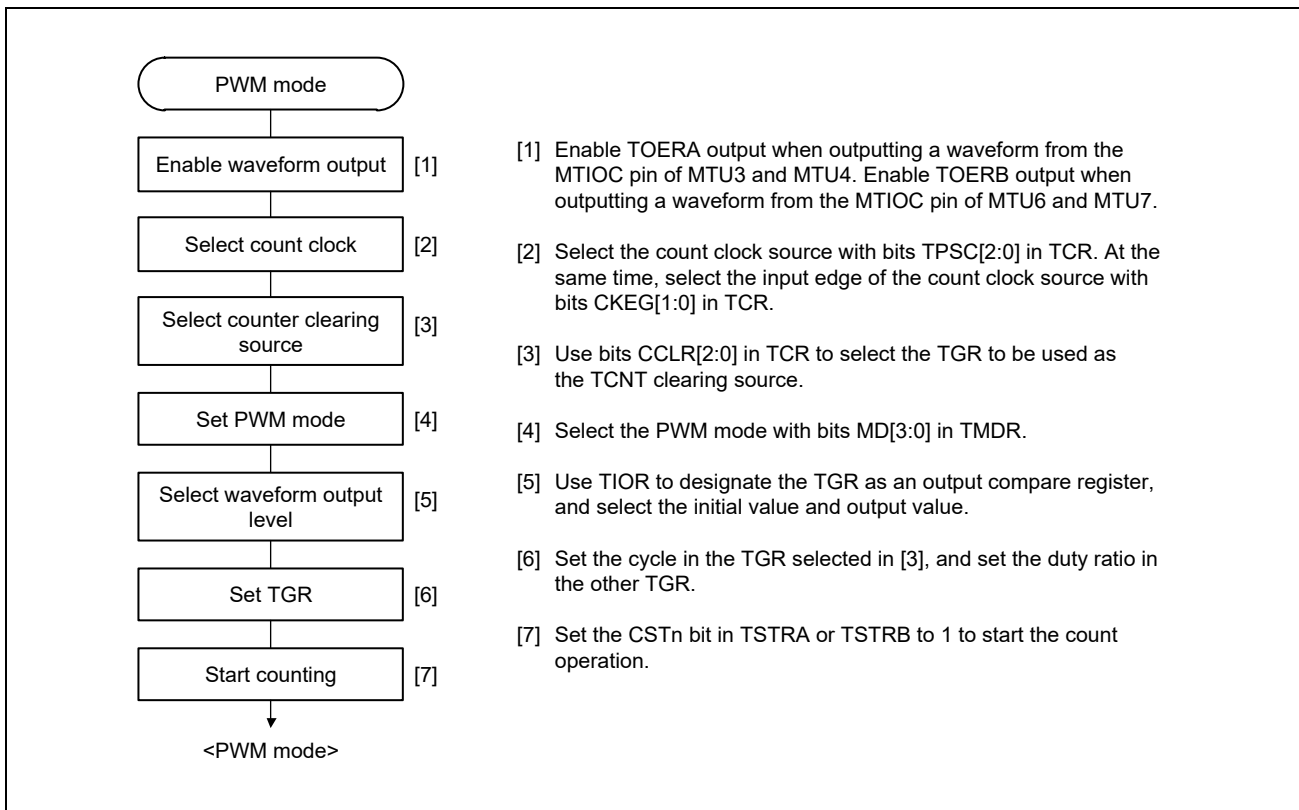 PWM mode
Enable waveform output [1]
Select count clock [2]
Select counter clearing
source
[3]
Set PWM mode [4]
Select waveform output
level
[5]
Set TGR [6]
Start counting [7]
<PWM mode>
[1] Enable TOERA output when outputting a waveform from the
MTIOC pin of MTU3 and MTU4. Enable TOERB output when
outputting a waveform from the MTIOC pin of MTU6 and MTU7.
[2] Select the count clock source with bits TPSC[2:0] in TCR. At the
same time, select the input edge of the count clock source with
bits CKEG[1:0] in TCR.
[3] Use bits CCLR[2:0] in TCR to select the TGR to be used as
the TCNT clearing source.
[4] Select the PWM mode with bits MD[3:0] in TMDR.
[5] Use TIOR to designate the TGR as an output compare register,
and select the initial value and output value.
[6] Set the cycle in the TGR selected in [3], and set the duty ratio in
the other TGR.
[7] Set the CSTn bit in TSTRA or TSTRB to 1 to start the count
operation.